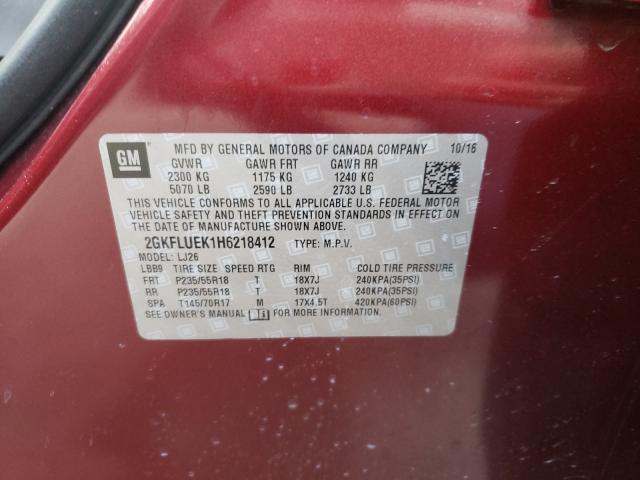 GM
MFD BY GENERAL MOTORS OF CANADA COMPANY 10/16
GVWR GAWR FRT GAWR RR
2300 KG 1175 KG 1240 KG
5070 LB 2590 LB 2733 LB
THIS VEHICLE CONFORMS TO ALL APPLICABLE U.S. FEDERAL MOTOR
VEHICLE SAFETY AND THEFT PREVENTION STANDARDS IN EFFECT ON
THE DATE OF MANUFACTURE SHOWN ABOVE.
2GKFLUEK1H6218412 TYPE: M.P.V.
MODEL: LJ26
LBB9 TIRE SIZE SPEED RTG RIM COLD TIRE PRESSURE
FRT P235/55R18 T 18X7J 240KPA(35PSI)
RR P235/55R18 T 18X7J 240KPA(35PSI)
SPA T145/70R17 M 17X4.5T 420KPA(60PSI)
SEE OWNER'S MANUAL FOR MORE INFORMATION.